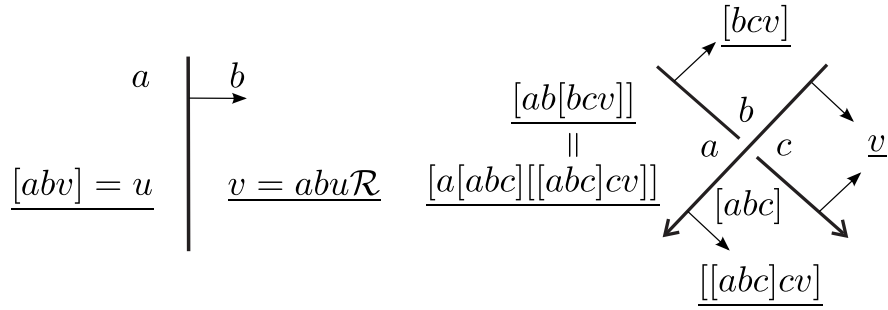 a b
[abv] = u v = abuR
[bcv]
[ab[bcv]]
=
[a[abc][[abc]cv]]
b
a c
v
[abc]
[[abc]cv]